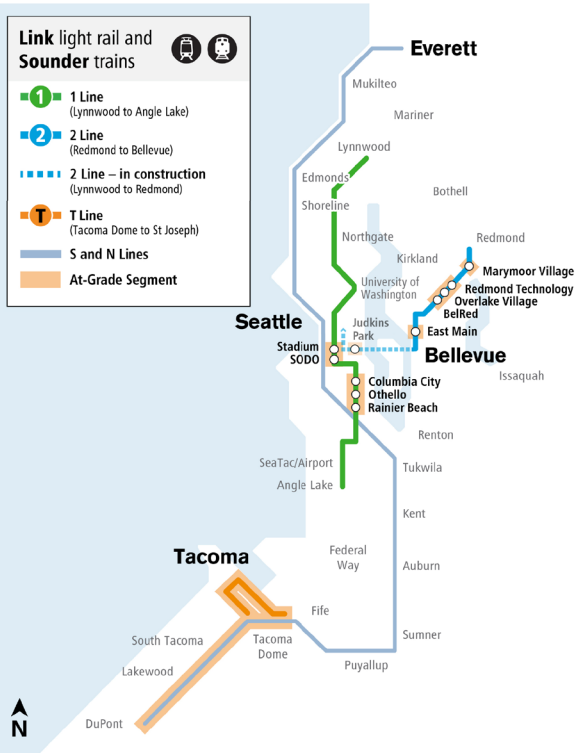 Link light rail and
Sounder trains
1
1 Line
(Lynnwood to Angle Lake)
2
2 Line
(Redmond to Bellevue)
2 Line – in construction
(Lynnwood to Redmond)
T
T Line
(Tacoma Dome to St Joseph)
S and N Lines
At-Grade Segment
Everett
Mukilteo
Mariner
Lynnwood
Edmonds
Bothell
Shoreline
Northgate
Redmond
Kirkland
Marymoor Village
University of
Washington
Redmond Technology
Overlake Village
BelRed
Seattle
Judkins
Park
East Main
Stadium
SODO
Bellevue
Issaquah
Columbia City
Othello
Rainier Beach
Renton
SeaTac/Airport
Tukwila
Angle Lake
Kent
Federal
Way
Auburn
Tacoma
Fife
South Tacoma
Tacoma
Dome
Sumner
Lakewood
Puyallup
DuPont
N